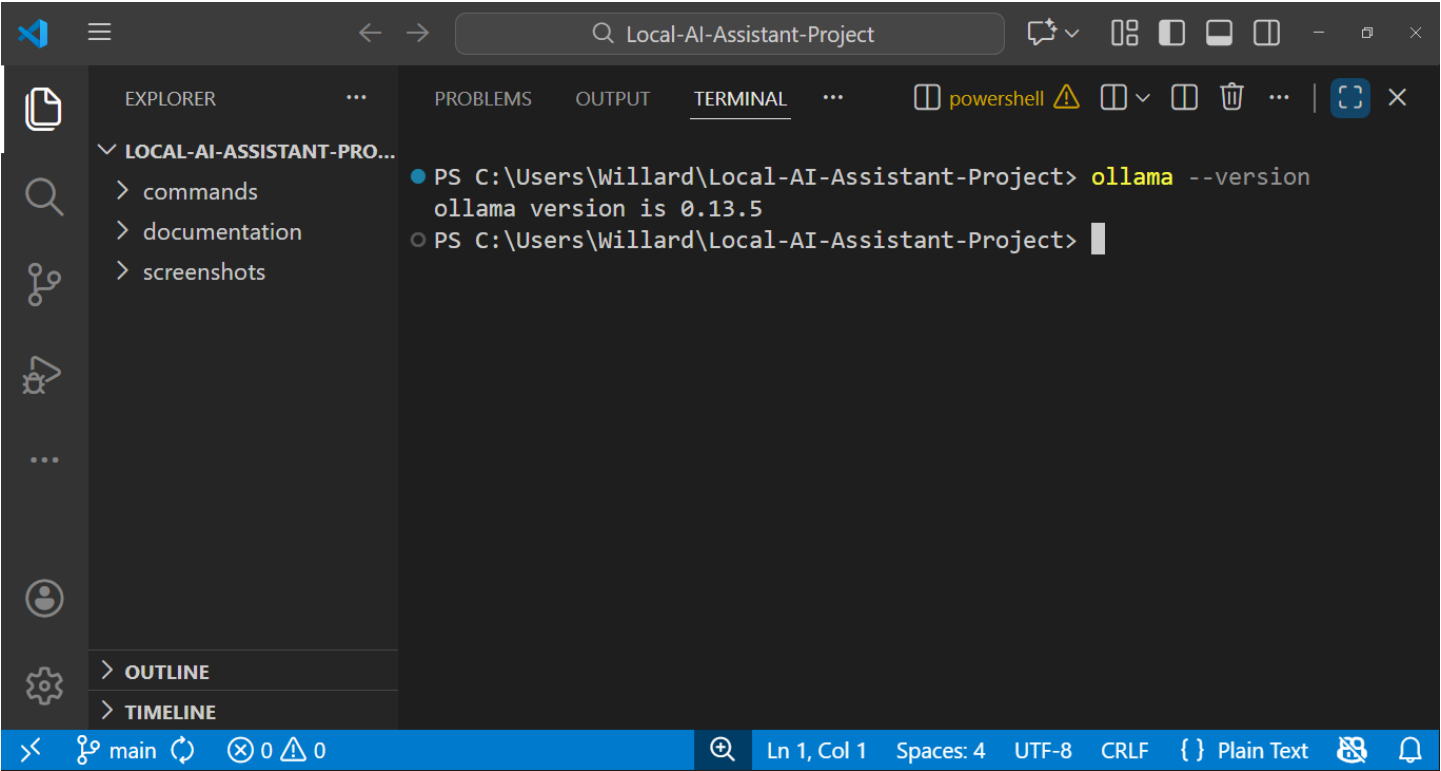 Local-AI-Assistant-Project
EXPLORER
LOCAL-AI-ASSISTANT-PRO...
commands
documentation
screenshots
OUTLINE
TIMELINE
PROBLEMS OUTPUT TERMINAL ... powershell
PS C:\Users\Willard\Local-AI-Assistant-Project> ollama --version
ollama version is 0.13.5
PS C:\Users\Willard\Local-AI-Assistant-Project>
main 0 0 Ln 1, Col 1 Spaces: 4 UTF-8 CRLF { } Plain Text